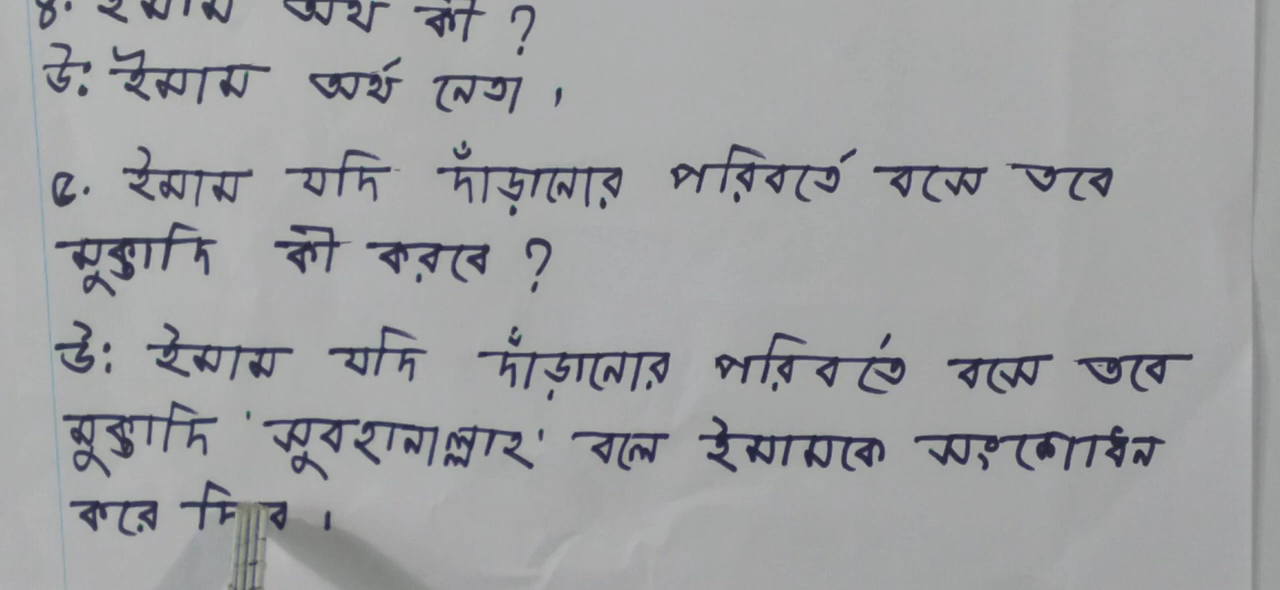 ৪. ইমাম অর্থ কী ?
উ: ইমাম অর্থ নেতা ।
৫. ইমাম যদি দাঁড়ানোর পরিবর্তে বসে তবে
মুক্তাদি কী করবে ?
উ: ইমাম যদি দাঁড়ানোর পরিবর্তে বসে তবে
মুক্তাদি 'সুবহানাল্লাহ' বলে ইমামকে সংশোধন
করে